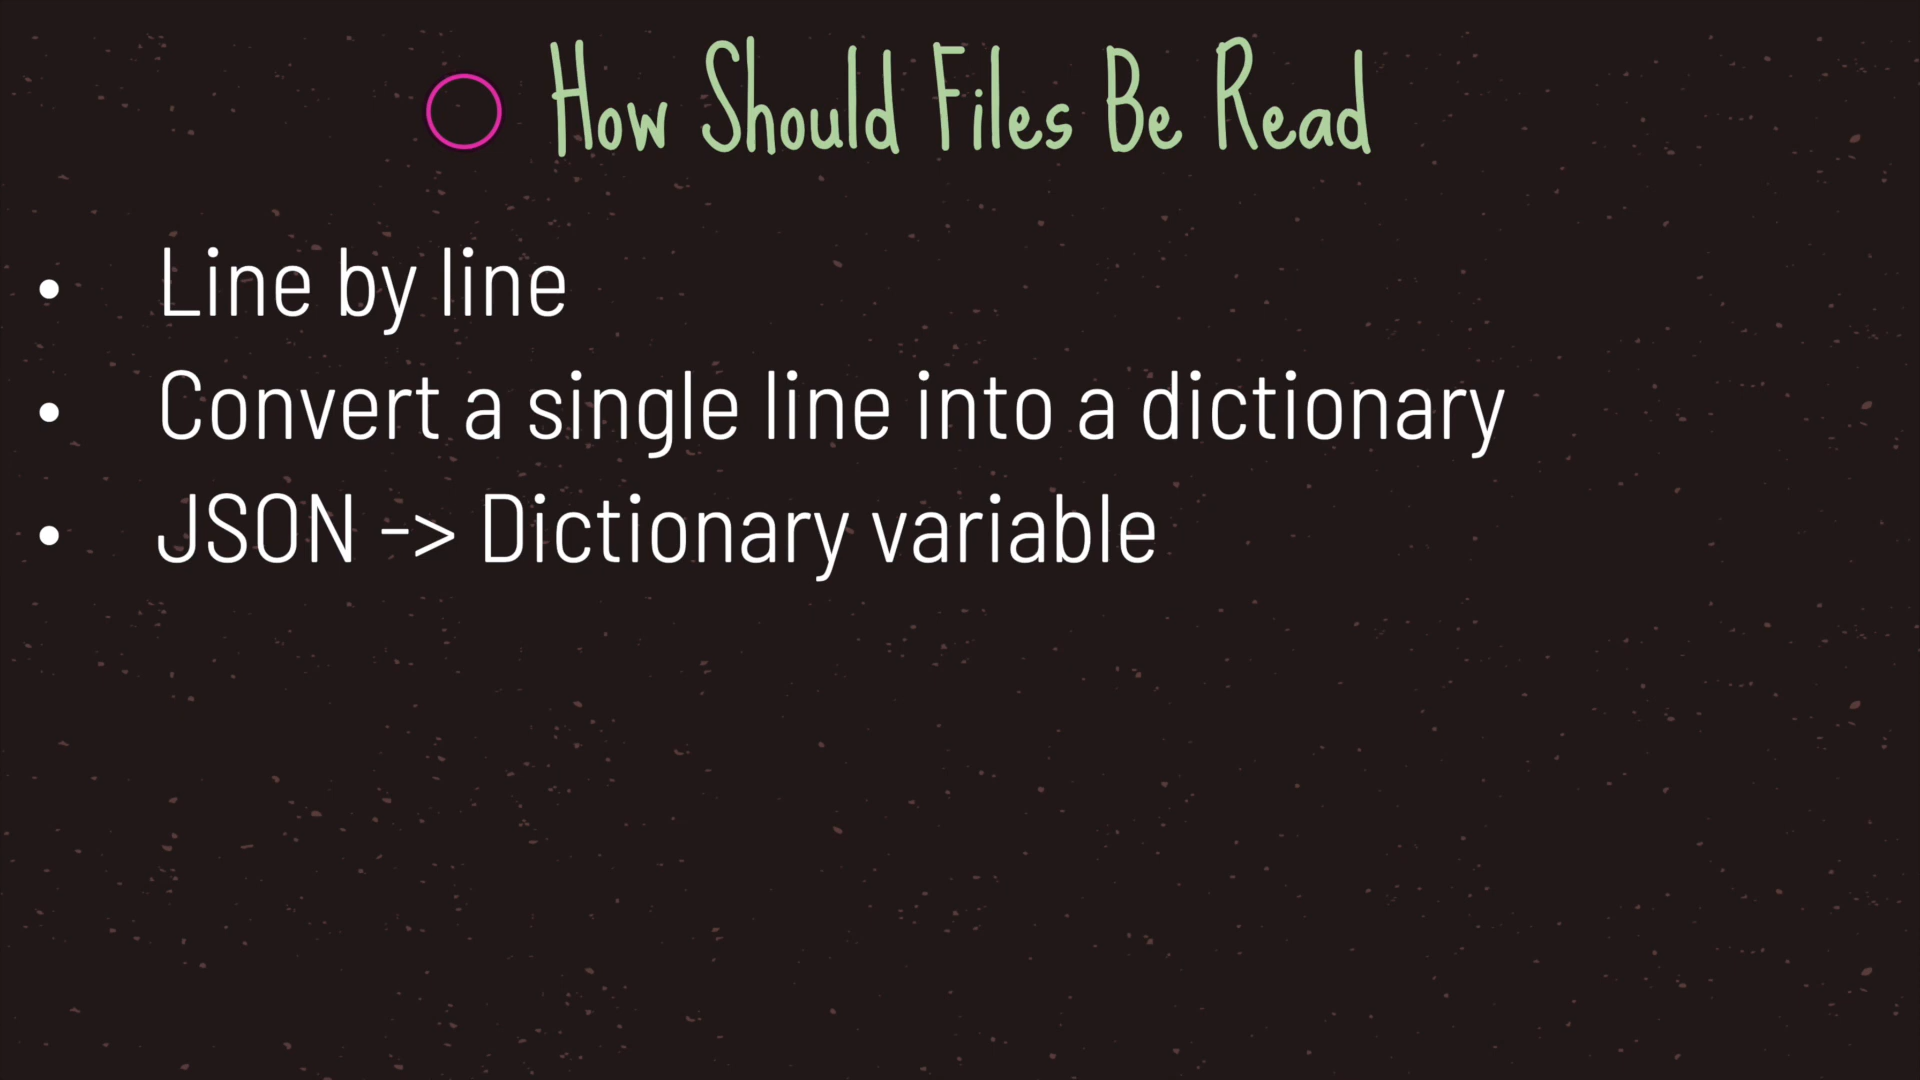 How Should Files Be Read
• Line by line
• Convert a single line into a dictionary
• JSON -> Dictionary variable